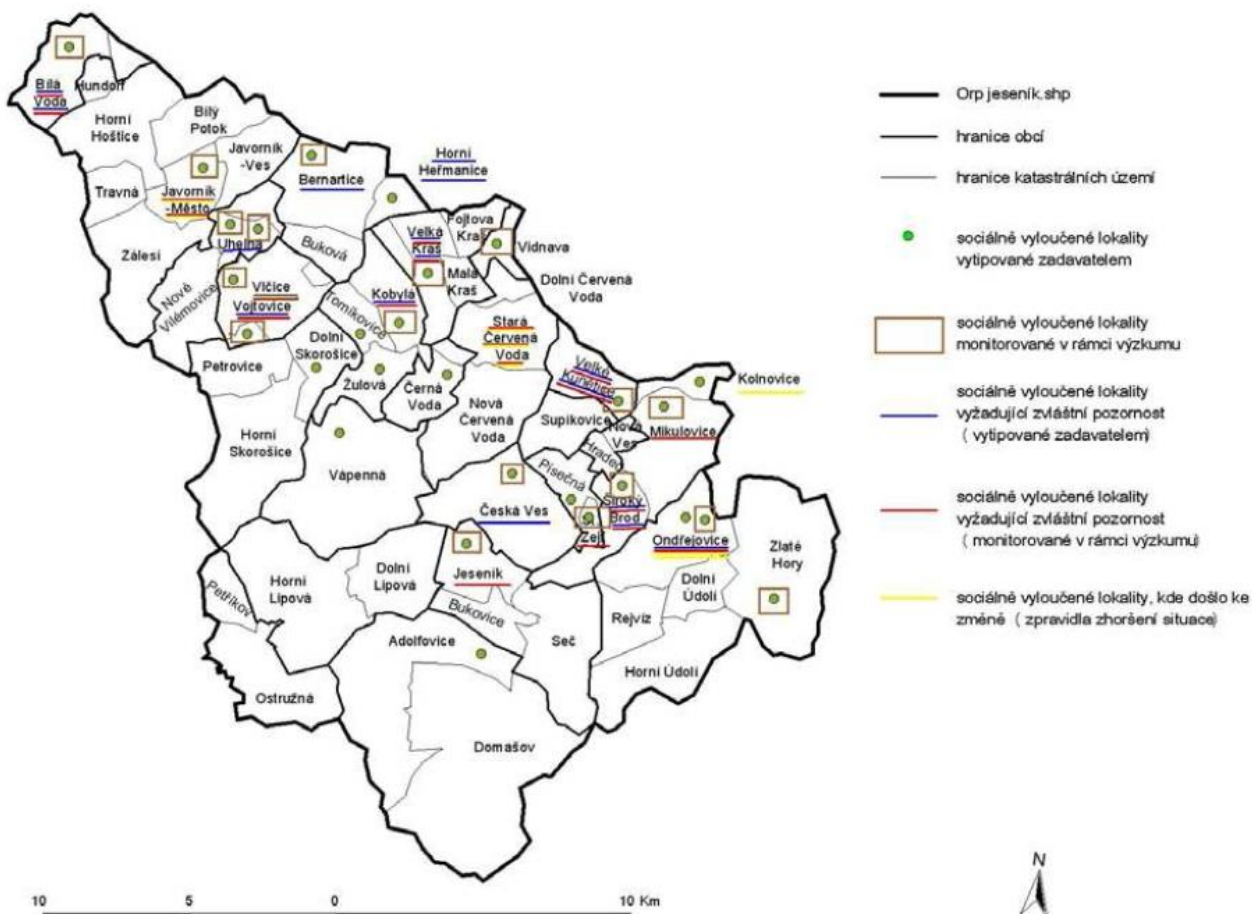 Bílá
Voda
Hundorf
Horní
Hoštice
Bílý
Potok
Javorník
-Ves
Travná
Javorník
-Město
Bernartice
Horní
Heřmanice
Zálesí
Uhelná
Buková
Velká
Kraš
Fojtova
Kraš
Vidnava
Malá
Kraš
Dolní Červená
Voda
Nové
Vilémovice
Vlčice
Vojtovice
Tomíkovice
Kobylá
Stará
Červená
Voda
Petrovice
Dolní
Skorošice
Žulová
Černá
Voda
Velké
Kunětice
Kolnovice
Horní
Skorošice
Nová
Červená
Voda
Supíkovice
Nová
Ves
Mikulovice
Vápenná
Hradec
Písečná
Česká Ves
Široký
Brod
Zejf
Ondřejovice
Zlaté
Hory
Petříkov
Horní
Lipová
Dolní
Lipová
Jeseník
Bukovice
Dolní
Údolí
Rejvíz
Adolfovice
Seč
Horní Údolí
Ostružná
Domašov
Orp jeseník.shp
hranice obcí
hranice katastrálních území
sociálně vyloučené lokality
vytipované zadavatelem
sociálně vyloučené lokality
monitorované v rámci výzkumu
sociálně vyloučené lokality
vyžadující zvláštní pozornost
( vytipované zadavatelem)
sociálně vyloučené lokality
vyžadující zvláštní pozornost
( monitorované v rámci výzkumu)
sociálně vyloučené lokality, kde došlo ke
změně ( zpravidla zhoršení situace)
N
10 5 0 10 Km